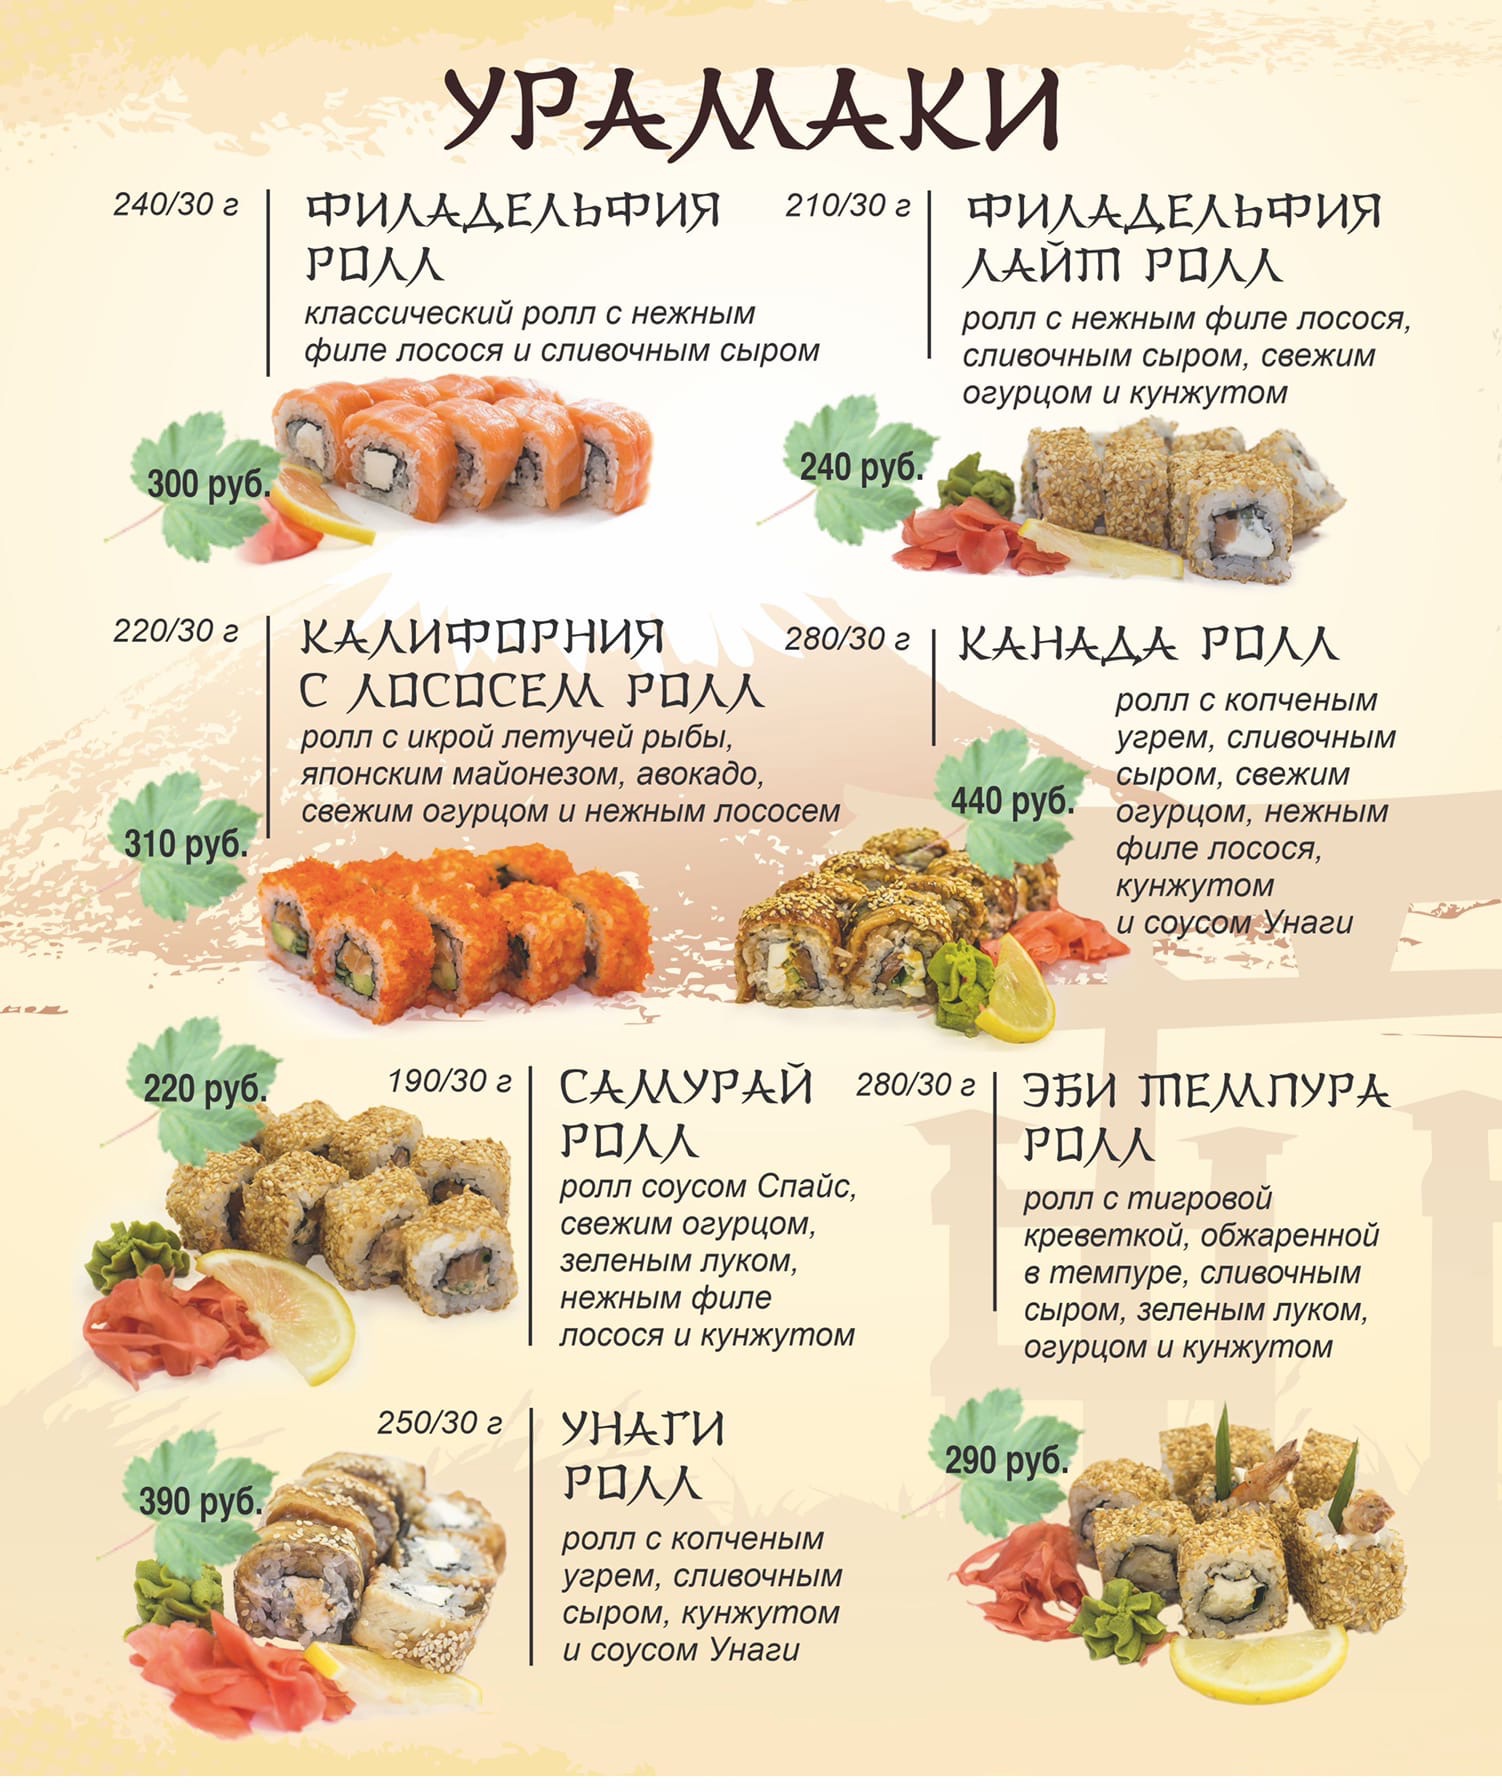 УРАМАКИ
240/30 г
ФИЛАДЕЛЬФИЯ
РОЛЛ
классический ролл с нежным
филе лосося и сливочным сыром
300 руб.
210/30 г
ФИЛАДЕЛЬФИЯ
ЛАЙТ РОЛЛ
ролл с нежным филе лосося,
сливочным сыром, свежим
огурцом и кунжутом
240 руб.
220/30 г
КАЛИФОРНИЯ
С ЛОСОСЕМ РОЛЛ
ролл с икрой летучей рыбы,
японским майонезом, авокадо,
свежим огурцом и нежным лососем
310 руб.
280/30 г
КАНАДА РОЛЛ
ролл с копченым
угрем, сливочным
сыром, свежим
огурцом, нежным
филе лосося,
кунжутом
и соусом Унаги
440 руб.
220 руб.
190/30 г
САМУРАЙ
РОЛЛ
ролл соусом Спайс,
свежим огурцом,
зеленым луком,
нежным филе
лосося и кунжутом
280/30 г
ЭБИ ТЕМПУРА
РОЛЛ
ролл с тигровой
креветкой, обжаренной
в темпуре, сливочным
сыром, зеленым луком,
огурцом и кунжутом
290 руб.
250/30 г
УНАГИ
РОЛЛ
ролл с копченым
угрем, сливочным
сыром, кунжутом
и соусом Унаги
390 руб.